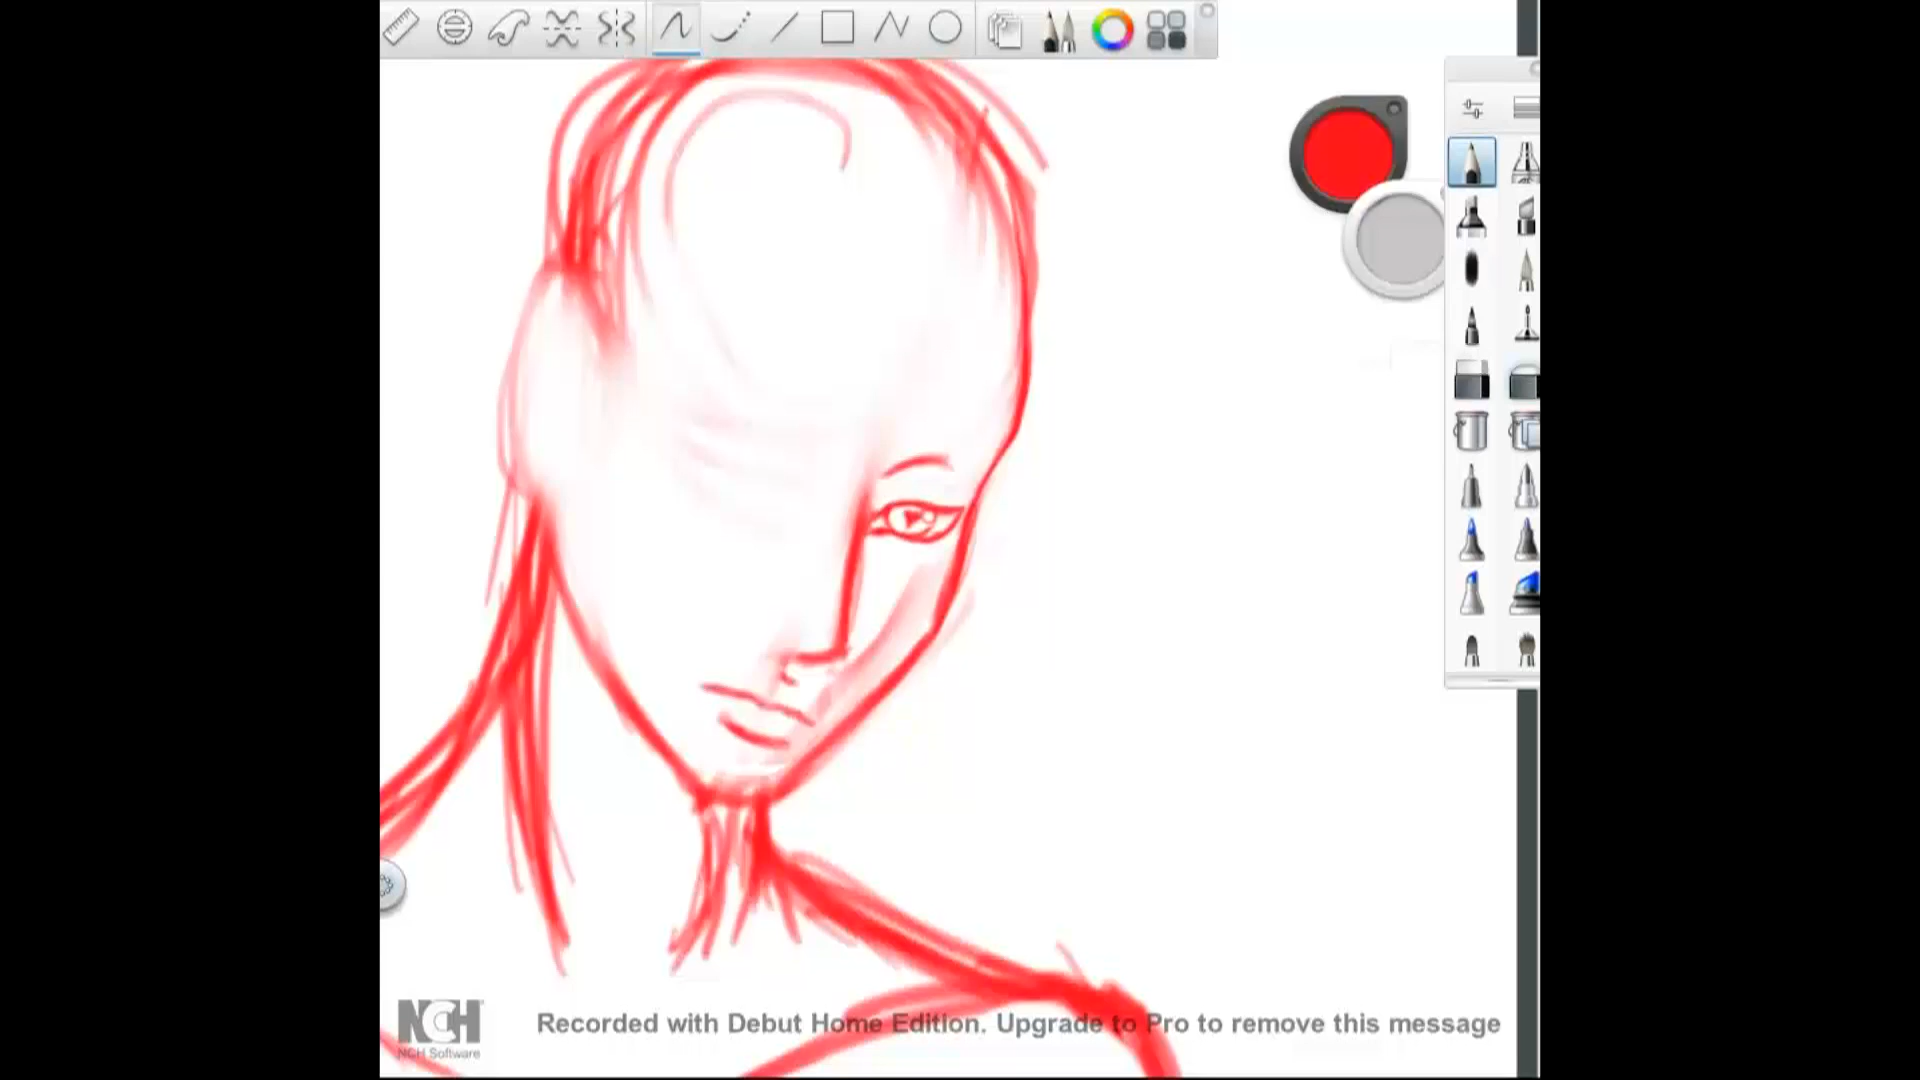 NCH
NCH Software
Recorded with Debut Home Edition. Upgrade to Pro to remove this message